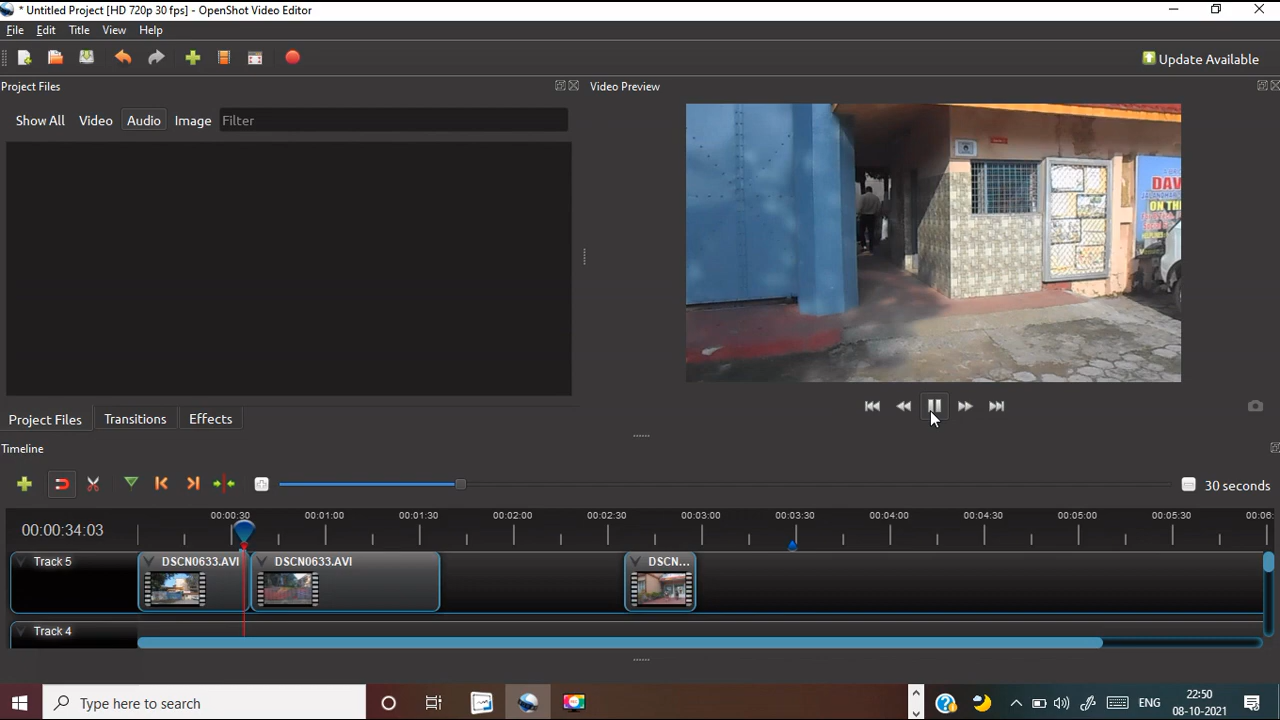 * Untitled Project [HD 720p 30 fps] - OpenShot Video Editor
File Edit Title View Help
Update Available
Project Files
Video Preview
Show All Video Audio Image Filter
DAV
ON THE
Project Files Transitions Effects
Timeline
30 seconds
00:00:34:03
00:00:30 00:01:00 00:01:30 00:02:00 00:02:30 00:03:00 00:03:30 00:04:00 00:04:30 00:05:00 00:05:30 00:06:
Track 5
DSCN0633.AVI
DSCN0633.AVI
DSCN...
Track 4
Type here to search
ENG
22:50
08-10-2021